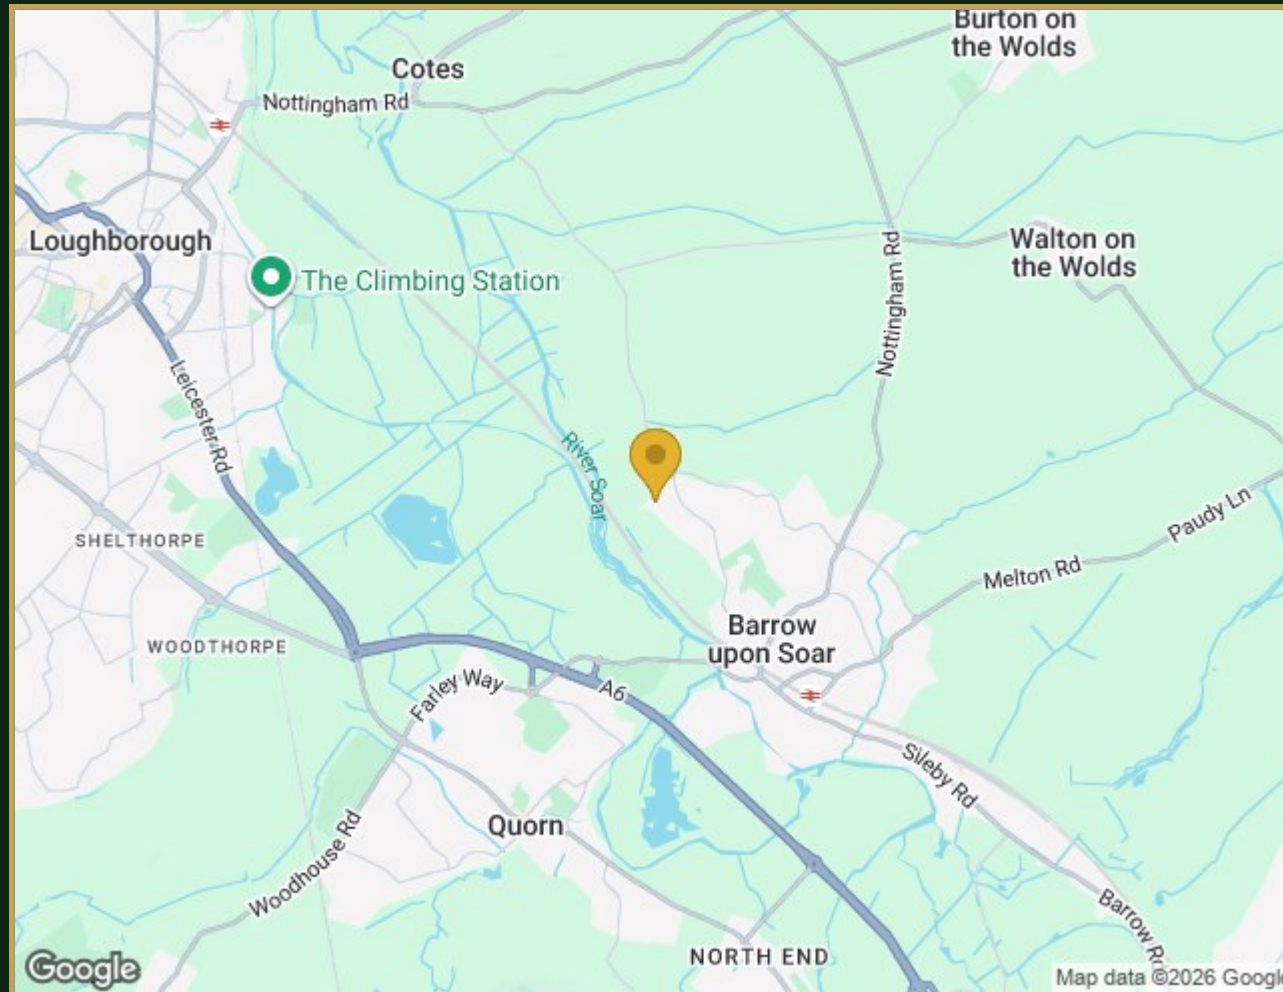 Burton on
the Wolds
Cotes
Nottingham Rd
Loughborough
Walton on
the Wolds
The Climbing Station
Nottingham Rd
Leicester Rd
River Soar
Paudy Ln
SHELTHORPE
Melton Rd
Barrow
upon Soar
WOODTHORPE
Farley Way
A6
Sileby Rd
Quorn
Woodhouse Rd
Barrow Rd
NORTH END
Google
Map data ©2026 Google